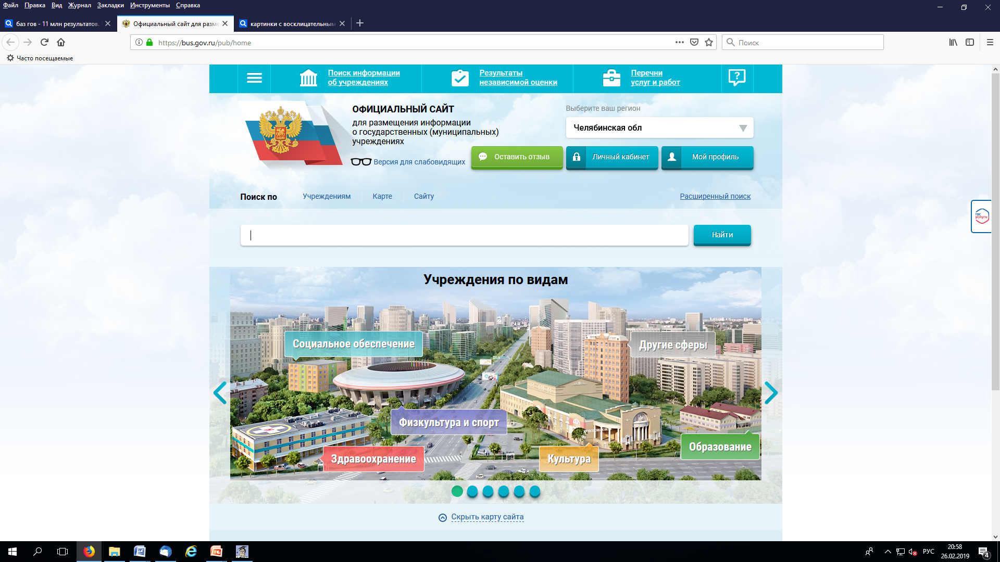 Файл Правка Вид Журнал Закладки Инструменты Справка
баз гов - 11 млн результатов.
Официальный сайт для разме
картинки с восклицательным
https://bus.gov.ru/pub/home
Поиск
Часто посещаемые
Поиск информации
об учреждениях
Результаты
независимой оценки
Перечни
услуг и работ
ОФИЦИАЛЬНЫЙ САЙТ
для размещения информации
о государственных (муниципальных)
учреждениях
Версия для слабовидящих
Выберите ваш регион
Челябинская обл
Оставить отзыв
Личный кабинет
Мой профиль
Поиск по Учреждениям Карте Сайту
Расширенный поиск
гос
услуги
Найти
Учреждения по видам
Социальное обеспечение
Другие сферы
Физкультура и спорт
Образование
Здравоохранение
Культура
Скрыть карту сайта
РУС
20:58
26.02.2019
4